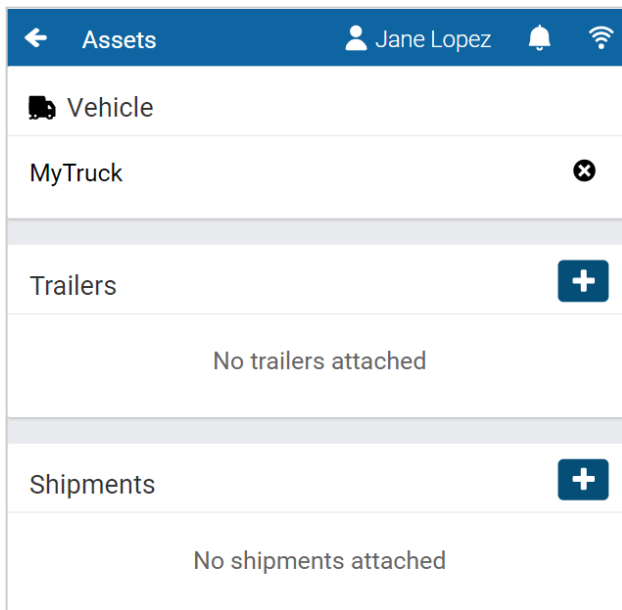 Assets Jane Lopez
Vehicle
MyTruck
Trailers
No trailers attached
Shipments
No shipments attached